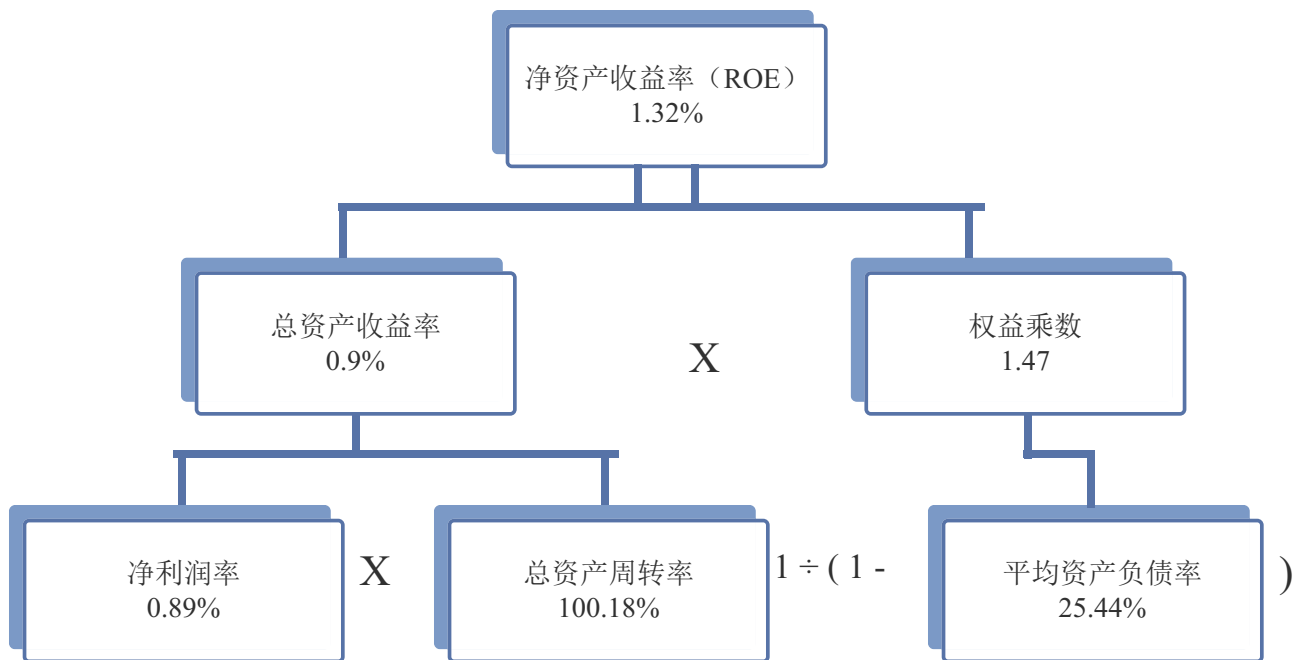 净资产收益率（ROE）
1.32%
总资产收益率
0.9%
X
权益乘数
1.47
净利润率
0.89%
X
总资产周转率
100.18%
1 ÷ ( 1 -
平均资产负债率
25.44%
)